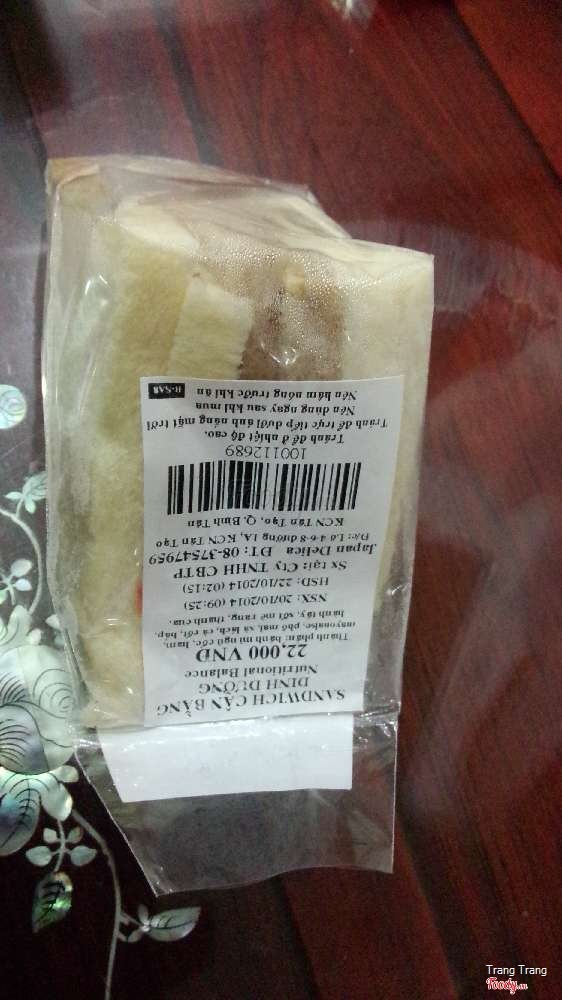 SANDWICH CÂN BẰNG
DINH DƯỠNG
Nutritional Balance
22,000 VNĐ
Thành phần: bánh mì ngũ cốc, ham,
mayonnaise, phô mai, xà lách, cà rốt, bắp,
hành tây, sốt mè rang, thanh cua.
NSX: 20/10/2014 (09:25)
HSD: 22/10/2014 (02:15)
Sx tại: Cty TNHH CBTP
Japan Delica ĐT: 08-37547959
Đ/c: Lô 4-6-8 đường 1A, KCN Tân Tạo
KCN Tân Tạo, Q. Bình Tân
100112689
Tránh để ở nhiệt độ cao.
Tránh để trực tiếp dưới ánh nắng mặt trời
Nên dùng ngay sau khi mua
Nên hâm nóng trước khi ăn
H-SA8
Trang Trang
Foody.vn